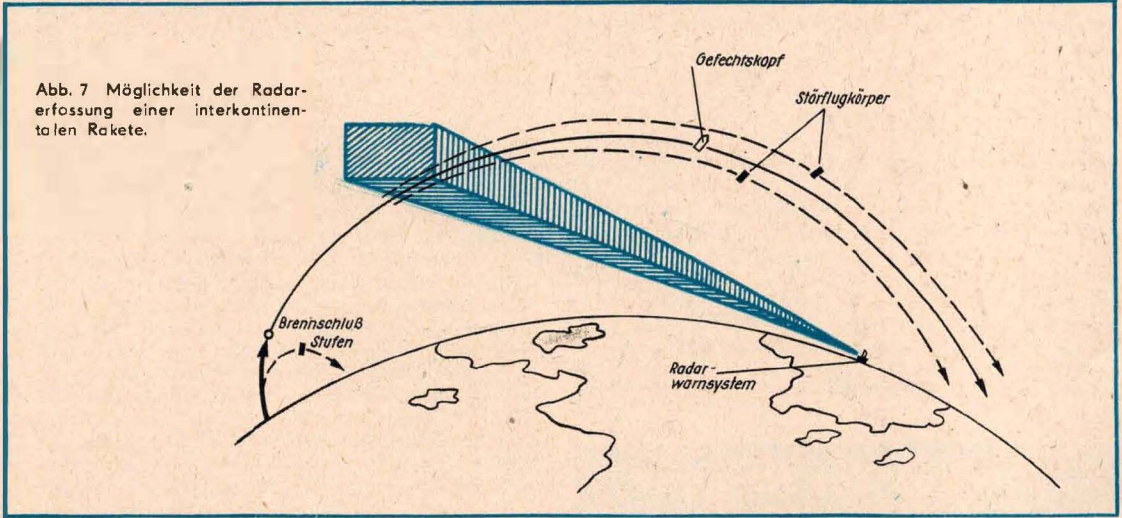 Abb. 7 Möglichkeit der Radar-
erfassung einer interkontinen-
talen Rakete.
Gefechtskopf
Störflugkörper
Brennschluß
Stufen
Radar-
warnsystem